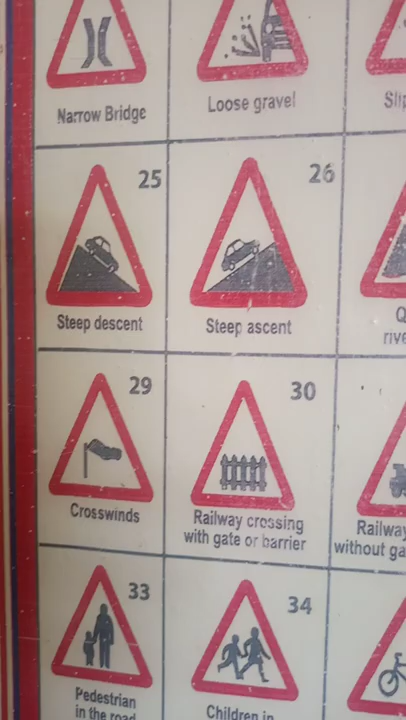 Narrow Bridge
Loose gravel
25
26
Steep descent
Steep ascent
29
30
Crosswinds
Railway crossing
with gate or barrier
Railway
without
33
34
Pedestrian
in the road
Children in